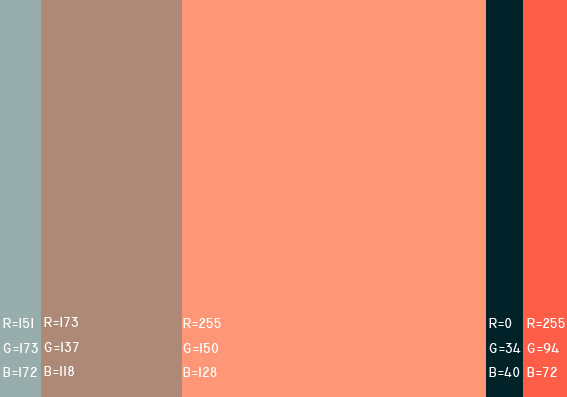 R=151
G=173
B=172
R=173
G=137
B=118
R=255
G=150
B=128
R=0
G=34
B=40
R=255
G=94
B=72